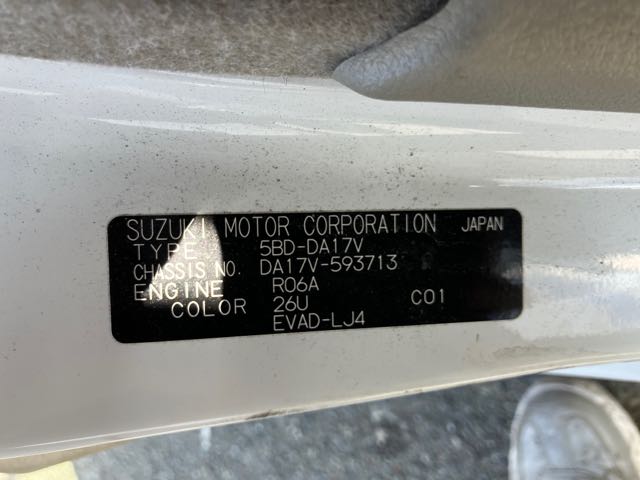 SUZUKI MOTOR CORPORATION JAPAN
TYPE 5BD-DA17V
CHASSIS NO. DA17V-593713
ENGINE R06A
COLOR 26U C01
EVAD-LJ4